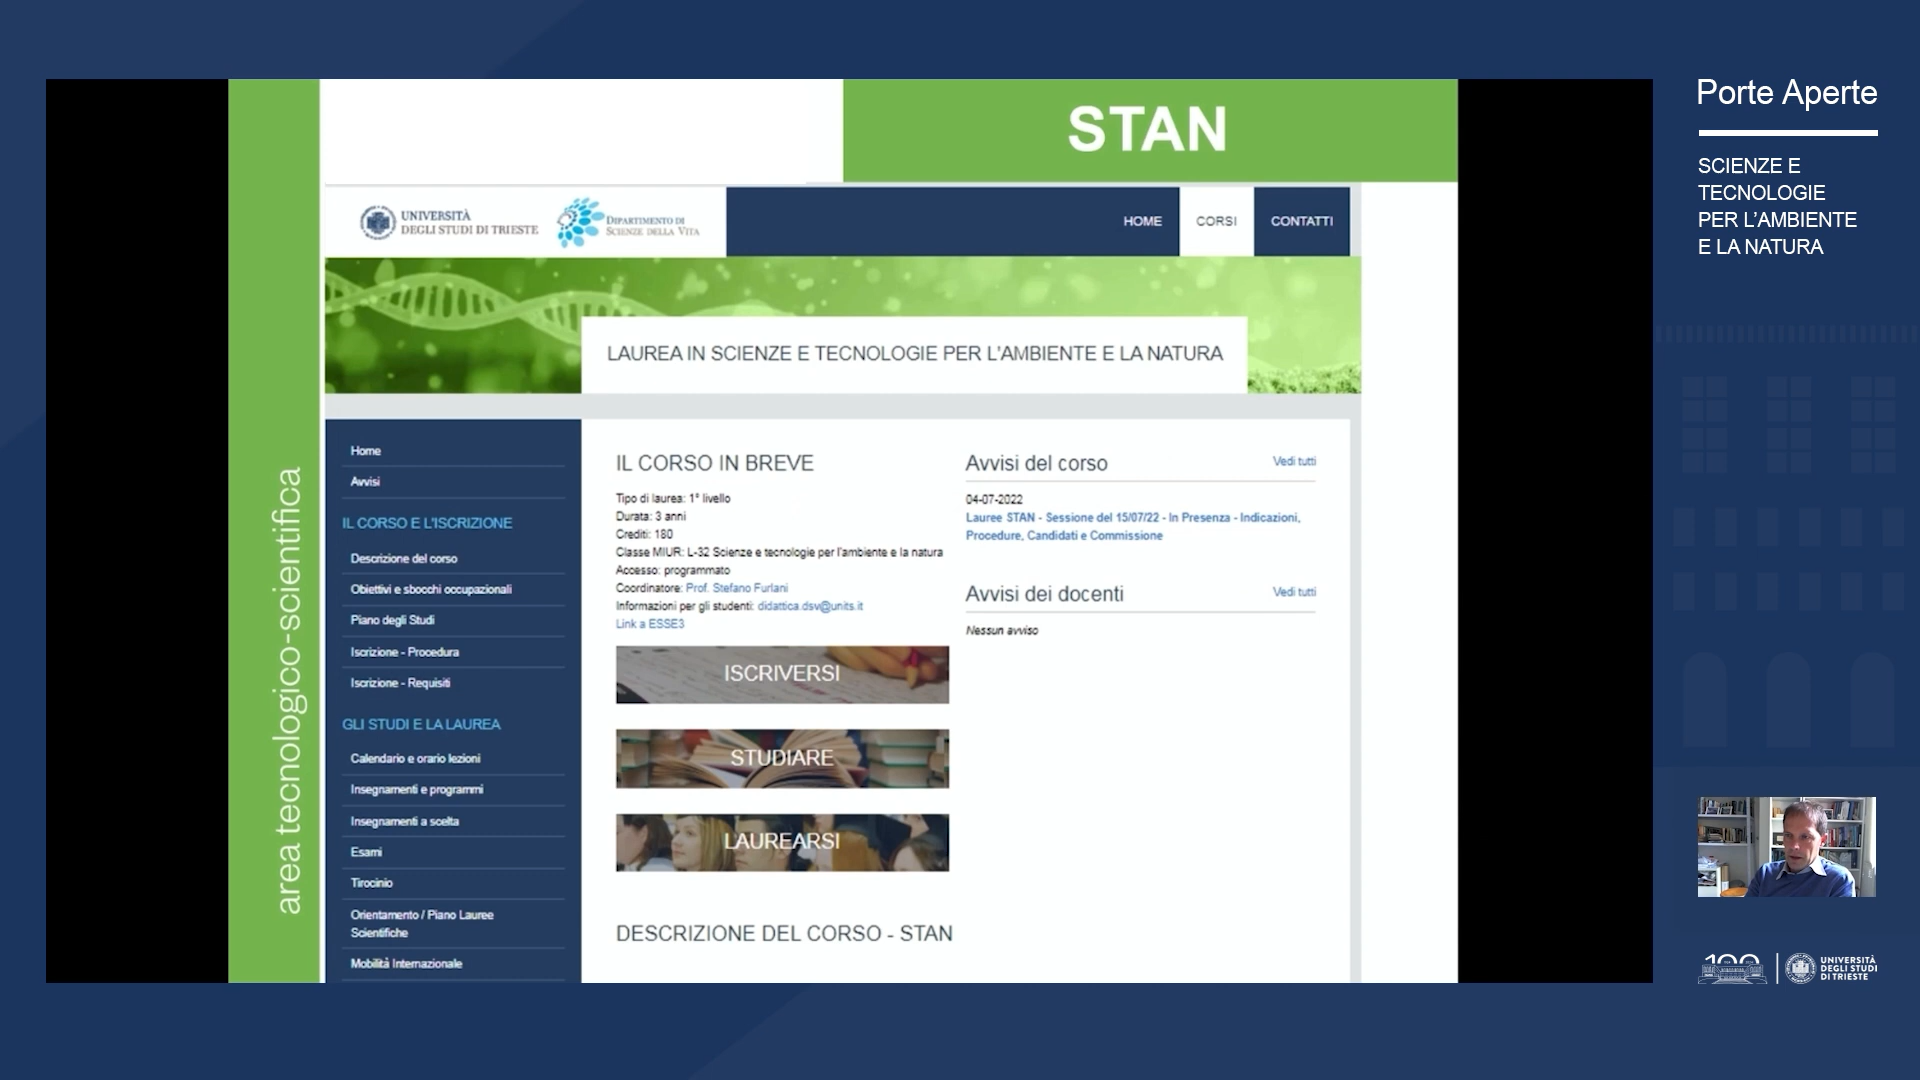 STAN
UNIVERSITÀ
DEGLI STUDI DI TRIESTE
DIPARTIMENTO DI
SCIENZE DELLA VITA
HOME
CORSI
CONTATTI
LAUREA IN SCIENZE E TECNOLOGIE PER L'AMBIENTE E LA NATURA
area tecnologico-scientifica
Home
Avvisi
IL CORSO E L'ISCRIZIONE
Descrizione del corso
Obiettivi e sbocchi occupazionali
Piano degli Studi
Iscrizione - Procedura
Iscrizione - Requisiti
GLI STUDI E LA LAUREA
Calendario e orario lezioni
Insegnamenti e programmi
Insegnamenti a scelta
Esami
Tirocinio
Orientamento / Piano Lauree
Scientifiche
Mobilità Internazionale
IL CORSO IN BREVE
Tipo di laurea: 1° livello
Durata: 3 anni
Crediti: 180
Classe MIUR: L-32 Scienze e tecnologie per l'ambiente e la natura
Accesso: programmato
Coordinatore: Prof. Stefano Furlani
Informazioni per gli studenti: didattica.dsv@units.it
Link a ESSE3
ISCRIVERSI
STUDIARE
LAUREARSI
DESCRIZIONE DEL CORSO - STAN
Avvisi del corso
Vedi tutti
04-07-2022
Lauree STAN - Sessione del 15/07/22 - In Presenza - Indicazioni,
Procedure, Candidati e Commissione
Avvisi dei docenti
Vedi tutti
Nessun avviso
Porte Aperte
SCIENZE E
TECNOLOGIE
PER L’AMBIENTE
E LA NATURA
100
UNIVERSITÀ
DEGLI STUDI
DI TRIESTE